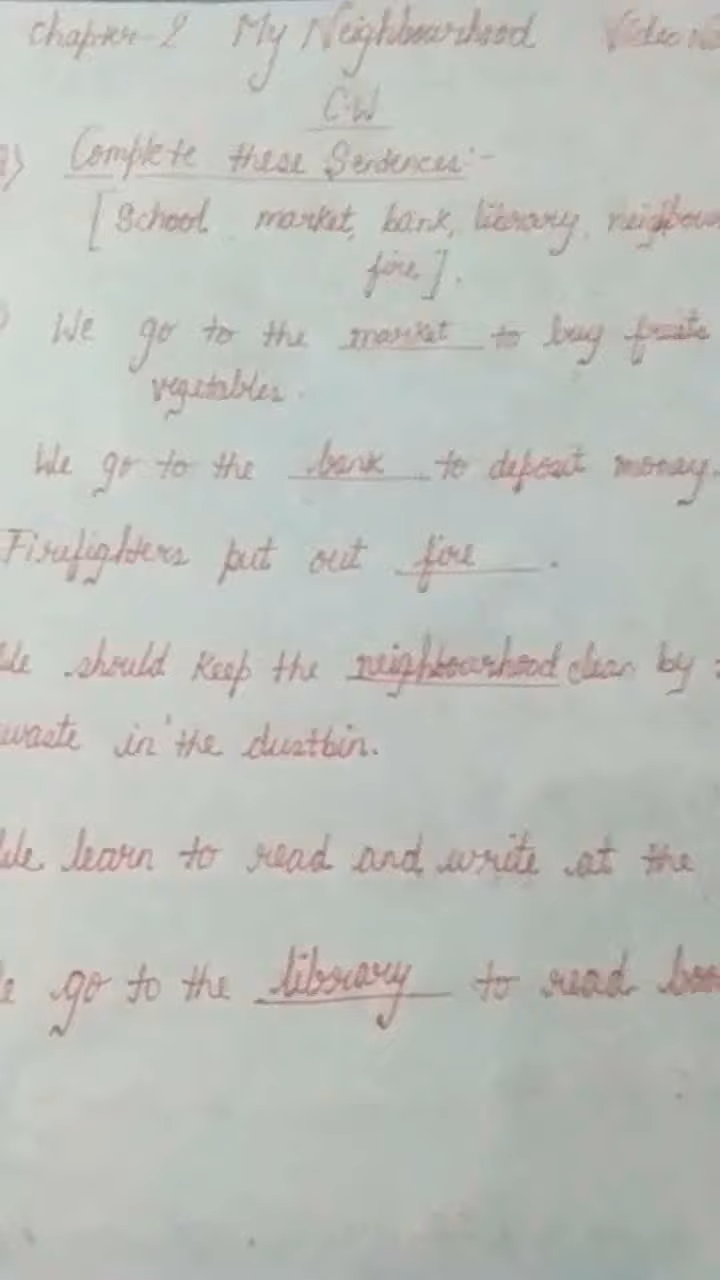 Chapter-2 My Neighbourhood Video
C.W
Complete these Sentences:-
[School market, bank, library, neighbour
fire].
We go to the market to buy
vegetables.
We go to the bank to deposit money.
Firefighters put out fire.
We should keep the neighbourhood clean by
waste in the dustbin.
We learn to read and write at the
go to the library to read